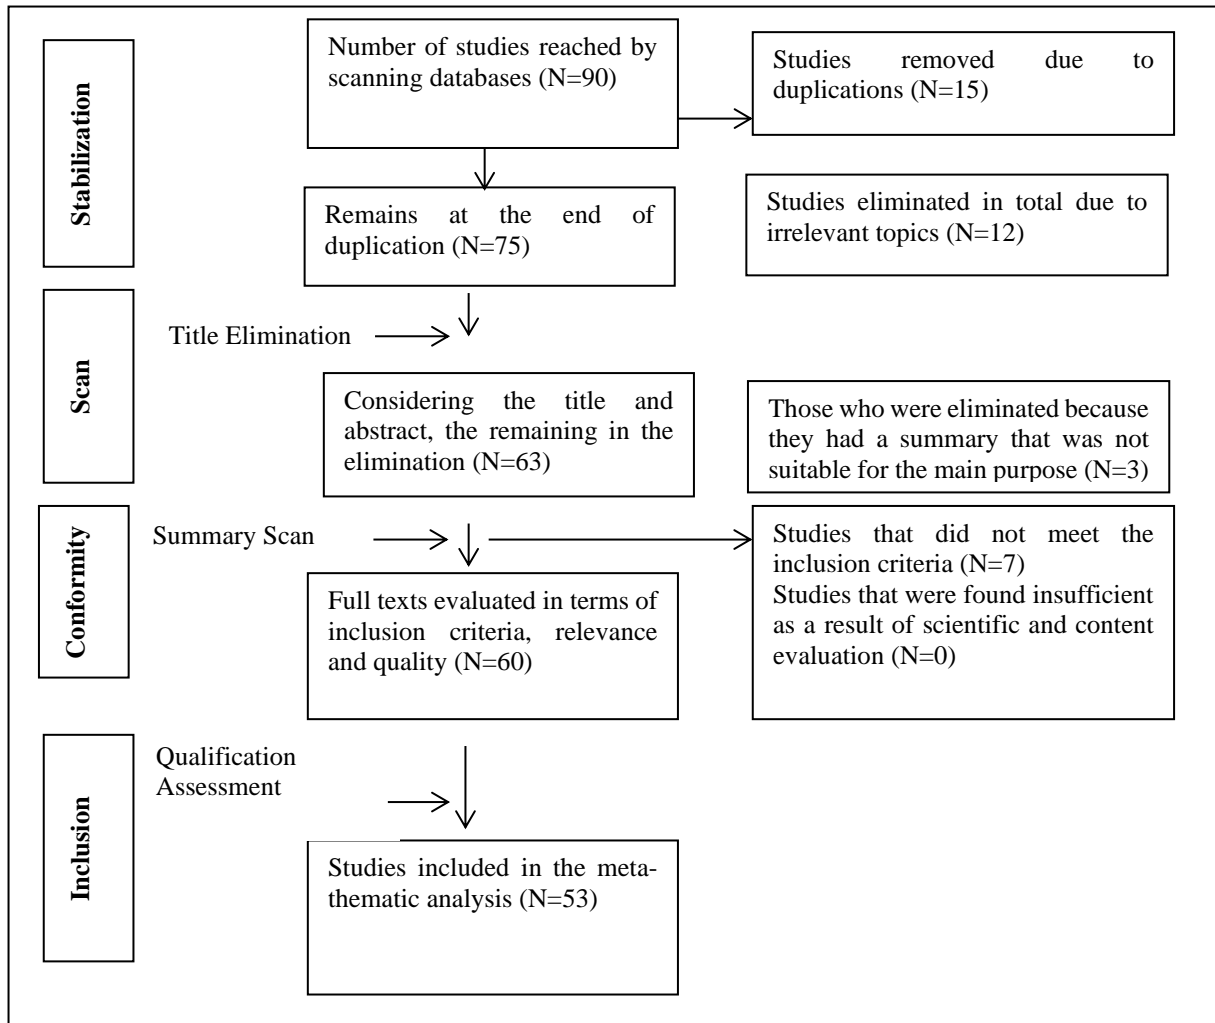 Stabilization
Number of studies reached by
scanning databases (N=90)
Studies removed due to
duplications (N=15)
Remains at the end of
duplication (N=75)
Studies eliminated in total due to
irrelevant topics (N=12)
Scan
Title Elimination
Considering the title and
abstract, the remaining in the
elimination (N=63)
Those who were eliminated because
they had a summary that was not
suitable for the main purpose (N=3)
Conformity
Summary Scan
Full texts evaluated in terms of
inclusion criteria, relevance
and quality (N=60)
Studies that did not meet the
inclusion criteria (N=7)
Studies that were found insufficient
as a result of scientific and content
evaluation (N=0)
Inclusion
Qualification
Assessment
Studies included in the meta-
thematic analysis (N=53)